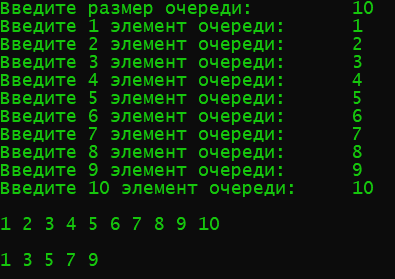 Введите размер очереди: 10
Введите 1 элемент очереди: 1
Введите 2 элемент очереди: 2
Введите 3 элемент очереди: 3
Введите 4 элемент очереди: 4
Введите 5 элемент очереди: 5
Введите 6 элемент очереди: 6
Введите 7 элемент очереди: 7
Введите 8 элемент очереди: 8
Введите 9 элемент очереди: 9
Введите 10 элемент очереди: 10
1 2 3 4 5 6 7 8 9 10
1 3 5 7 9